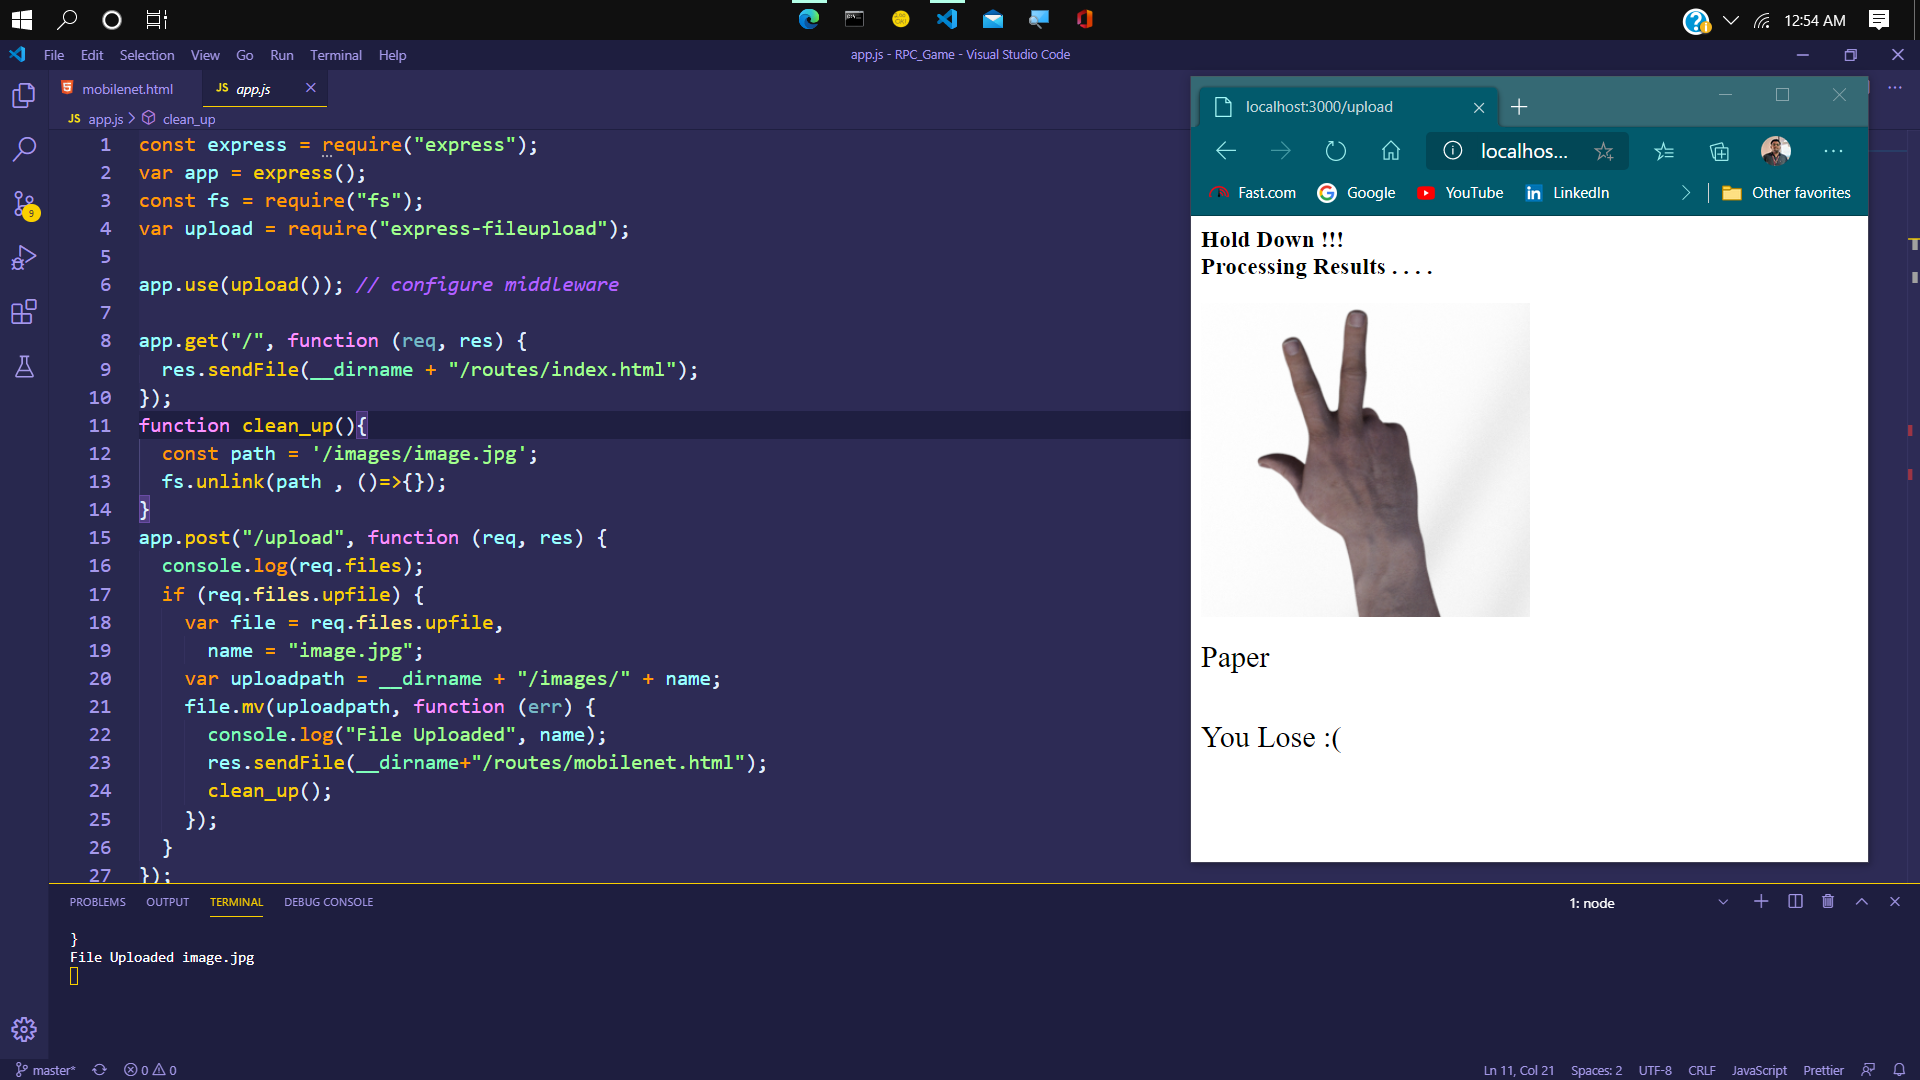 12:54 AM
File Edit Selection View Go Run Terminal Help
app.js - RPC_Game - Visual Studio Code
mobilenet.html
JS app.js
JS app.js > clean_up
1 const express = require("express");
2 var app = express();
3 const fs = require("fs");
4 var upload = require("express-fileupload");
5
6 app.use(upload()); // configure middleware
7
8 app.get("/", function (req, res) {
9 res.sendFile(__dirname + "/routes/index.html");
10 });
11 function clean_up(){
12 const path = '/images/image.jpg';
13 fs.unlink(path , ()=>{});
14 }
15 app.post("/upload", function (req, res) {
16 console.log(req.files);
17 if (req.files.upfile) {
18 var file = req.files.upfile,
19 name = "image.jpg";
20 var uploadpath = __dirname + "/images/" + name;
21 file.mv(uploadpath, function (err) {
22 console.log("File Uploaded", name);
23 res.sendFile(__dirname+"/routes/mobilenet.html");
24 clean_up();
25 });
26 }
27 });
localhost:3000/upload
localhos...
Fast.com Google YouTube LinkedIn Other favorites
Hold Down !!!
Processing Results . . . .
Paper
You Lose :(
9
PROBLEMS OUTPUT TERMINAL DEBUG CONSOLE
1: node
}
File Uploaded image.jpg
master* 0 0
Ln 11, Col 21 Spaces: 2 UTF-8 CRLF JavaScript Prettier